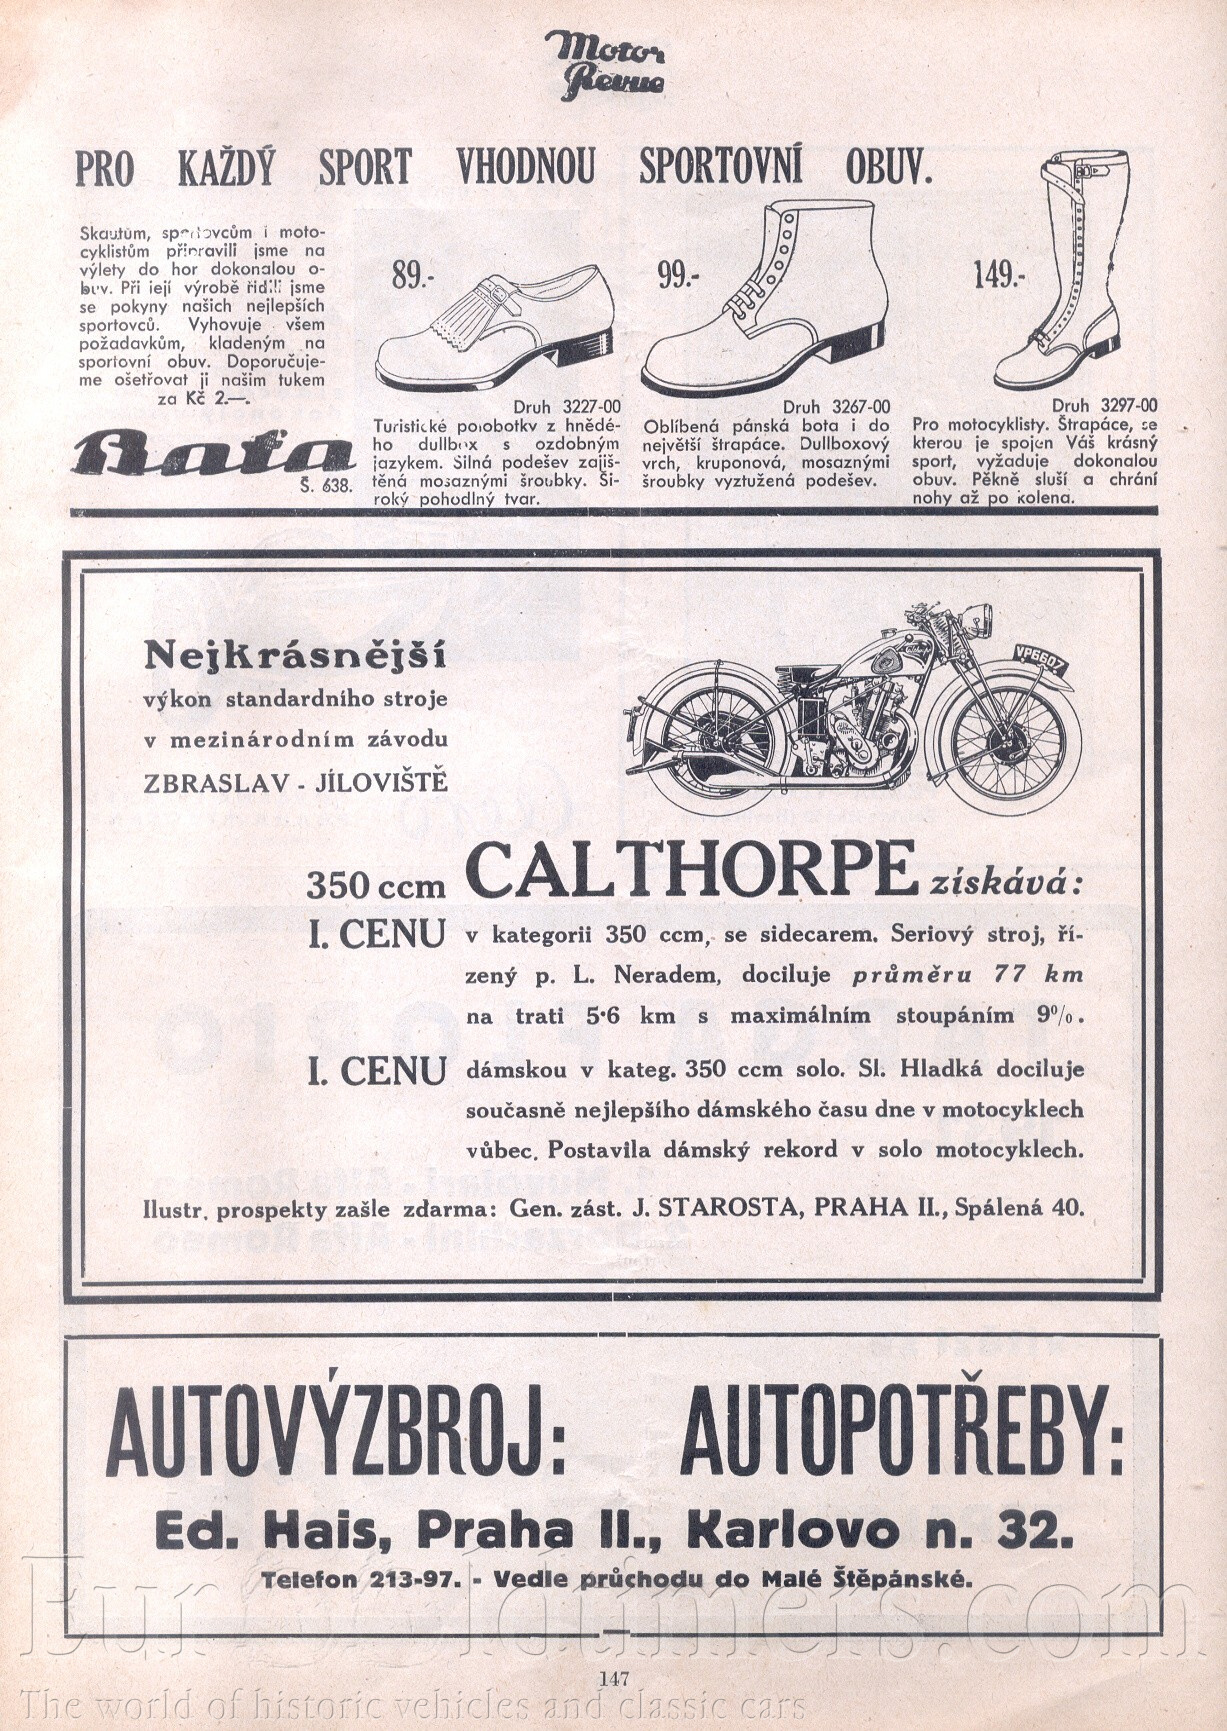 Motor
Revue
PRO KAŽDÝ SPORT VHODNOU SPORTOVNÍ OBUV.
Skautům, sportovcům i moto-
cyklistům připravili jsme na
výlety do hor dokonalou o-
buv. Při její výrobě řídili jsme
se pokyny našich nejlepších
sportovců. Vyhovuje všem
požadavkům, kladeným na
sportovní obuv. Doporučuje-
me ošetřovat ji naším tukem
za Kč 2.—.
Baťa
Š. 638.
89.-
Druh 3227-00
Turistické polobotky z hnědé-
ho dullbox s ozdobným
jazykem. Silná podešev zajiš-
těná mosaznými šroubky. Ši-
roký pohodlný tvar.
99.-
Druh 3267-00
Oblíbená pánská bota i do
největší štrapáce. Dullboxový
vrch, kruponová, mosaznými
šroubky vyztužená podešev.
149.-
Druh 3297-00
Pro motocyklisty. Štrapáce, se
kterou je spojen Váš krásný
sport, vyžaduje dokonalou
obuv. Pěkně sluší a chrání
nohy až po kolena.
Nejkrásnější
výkon standardního stroje
v mezinárodním závodu
ZBRASLAV - JÍLOVIŠTĚ
VP6607
350 ccm CALTHORPE získává:
I. CENU v kategorii 350 ccm, se sidecarem. Seriový stroj, ří-
zený p. L. Neradem, dociluje průměru 77 km
na trati 5·6 km s maximálním stoupáním 9%.
I. CENU dámskou v kateg. 350 ccm solo. Sl. Hladká dociluje
současně nejlepšího dámského času dne v motocyklech
vůbec. Postavila dámský rekord v solo motocyklech.
Ilustr. prospekty zašle zdarma: Gen. zást. J. STAROSTA, PRAHA II., Spálená 40.
AUTOVÝZBROJ: AUTOPOTŘEBY:
Ed. Hais, Praha II., Karlovo n. 32.
Telefon 213-97. - Vedle průchodu do Malé Štěpánské.
147
The world of historic vehicles and classic cars